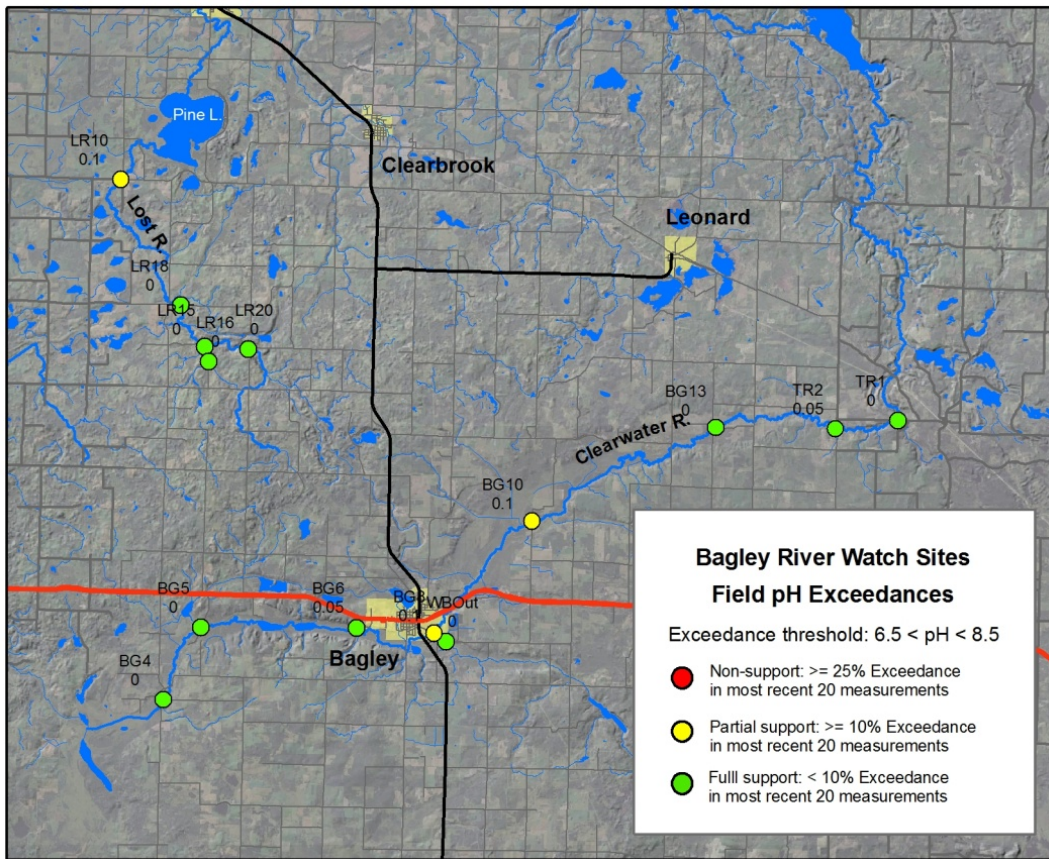 Pine L.
LR10
0.1
Clearbrook
Lost R.
Leonard
LR18
0
LR15
0
LR16
0
LR20
0
BG13
0
TR2
0.05
TR1
0
Clearwater R.
BG10
0.1
BG5
0
BG6
0.05
BG8
0.1
WBOut
0
Bagley
BG4
0
Bagley River Watch Sites
Field pH Exceedances
Exceedance threshold: 6.5 < pH < 8.5
Non-support: >= 25% Exceedance
in most recent 20 measurements
Partial support: >= 10% Exceedance
in most recent 20 measurements
Fulll support: < 10% Exceedance
in most recent 20 measurements